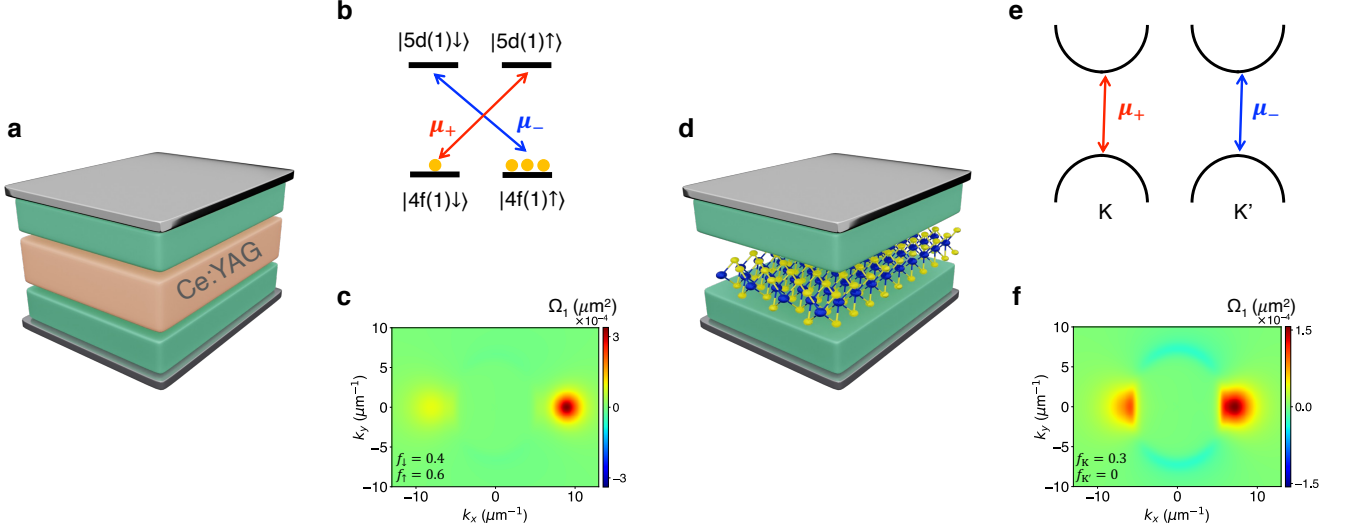 a
Ce:YAG
b
|5d(1)↓⟩ |5d(1)↑⟩
μ₊ μ₋
|4f(1)↓⟩ |4f(1)↑⟩
c
Ω₁ (μm²)
×10⁻⁴
10
5
0
−5
−10
k_y (μm⁻¹)
f↓ = 0.4
f↑ = 0.6
−10 0 10
k_x (μm⁻¹)
3
0
−3
d
e
μ₊ μ₋
K K'
f
Ω₁ (μm²)
×10⁻⁴
10
5
0
−5
−10
k_y (μm⁻¹)
f_K = 0.3
f_K' = 0
−10 0 10
k_x (μm⁻¹)
1.5
0.0
−1.5